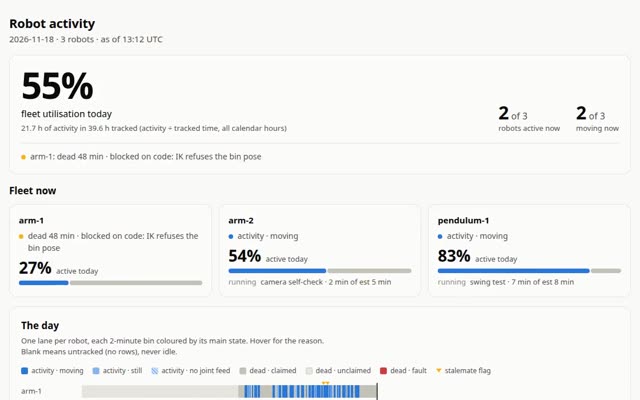 Robot activity
2026-11-18 · 3 robots · as of 13:12 UTC
55%
fleet utilisation today
21.7 h of activity in 39.6 h tracked (activity ÷ tracked time, all calendar hours)
2 of 3
robots active now
2 of 3
moving now
arm-1: dead 48 min · blocked on code: IK refuses the bin pose
Fleet now
arm-1
dead 48 min · blocked on code: IK refuses the
bin pose
27% active today
arm-2
activity · moving
54% active today
running camera self-check · 2 min of est 5 min
pendulum-1
activity · moving
83% active today
running swing test · 7 min of est 8 min
The day
One lane per robot, each 2-minute bin coloured by its main state. Hover for the reason.
Blank means untracked (no rows), never idle.
activity · moving activity · still activity · no joint feed dead · claimed dead · unclaimed dead · fault stalemate flag
arm-1